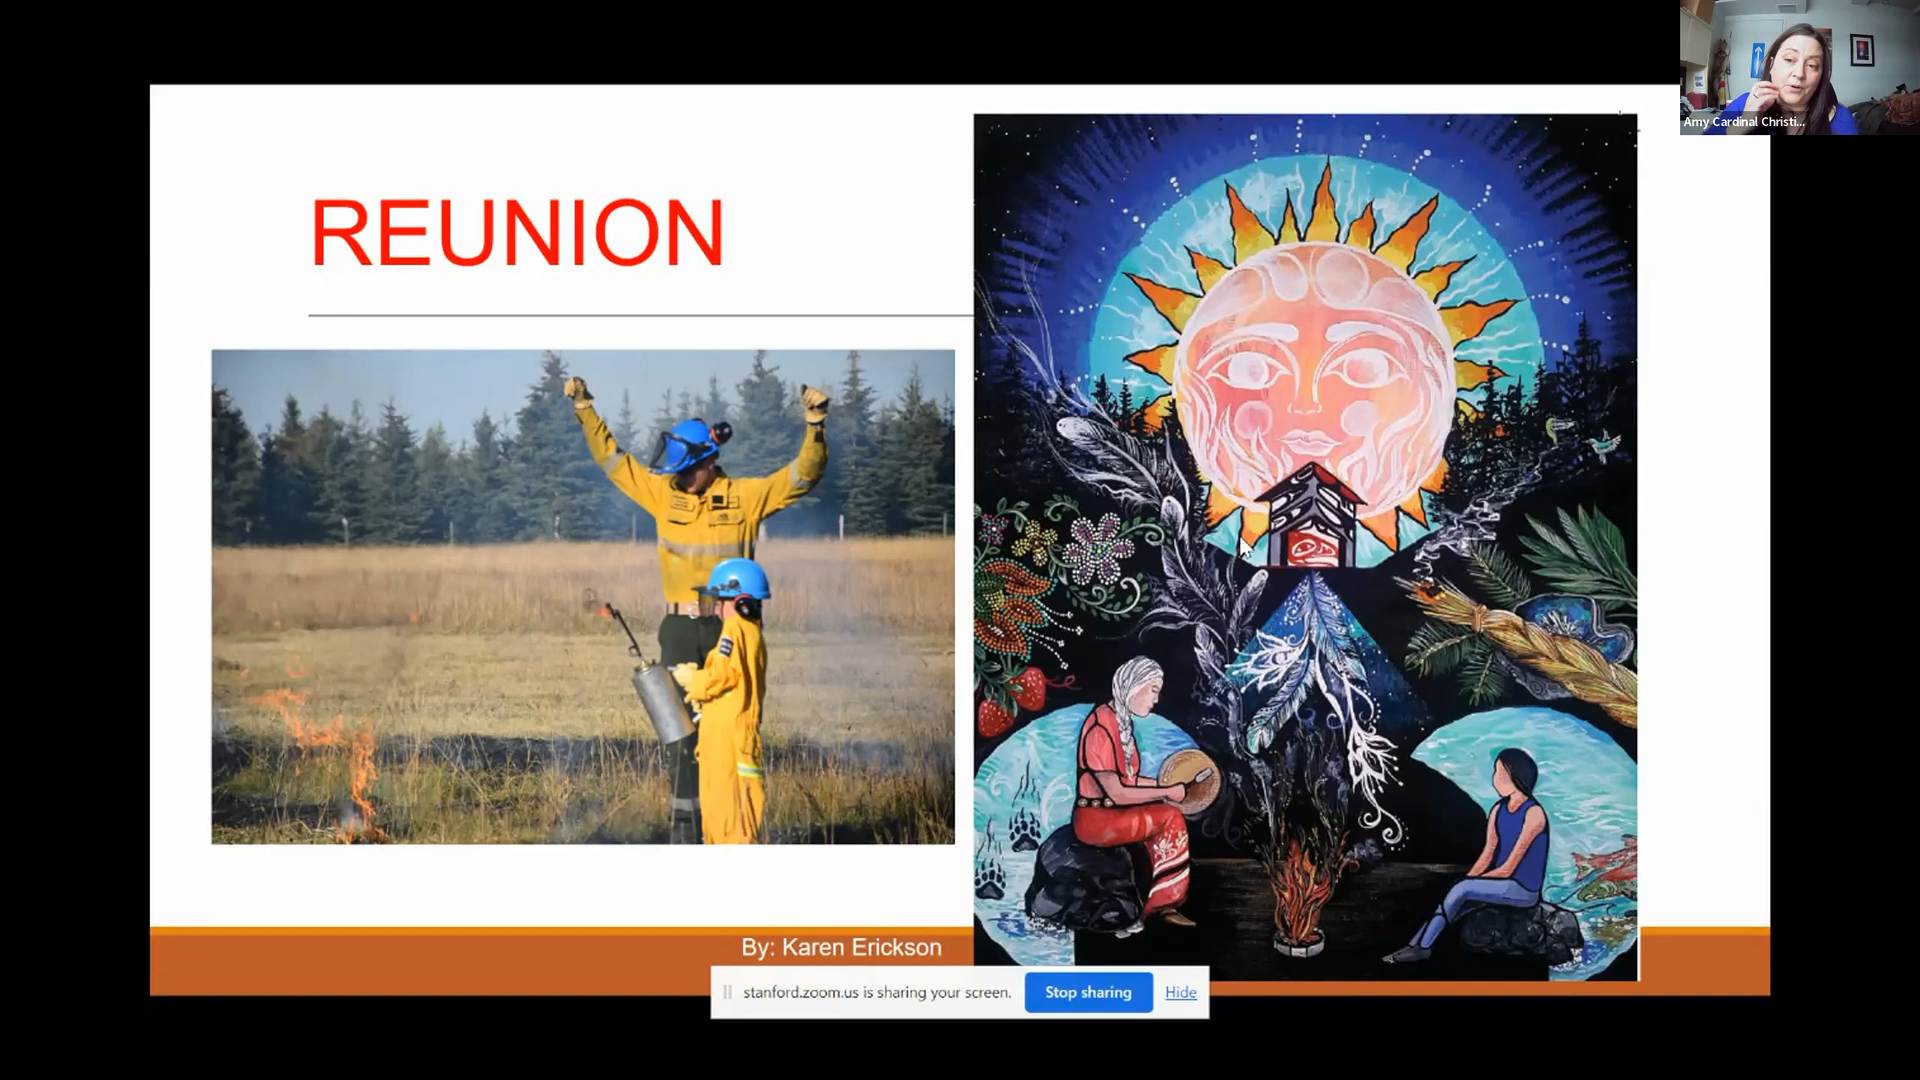 Amy Cardinal Christi...
REUNION
By: Karen Erickson
stanford.zoom.us is sharing your screen.
Stop sharing
Hide